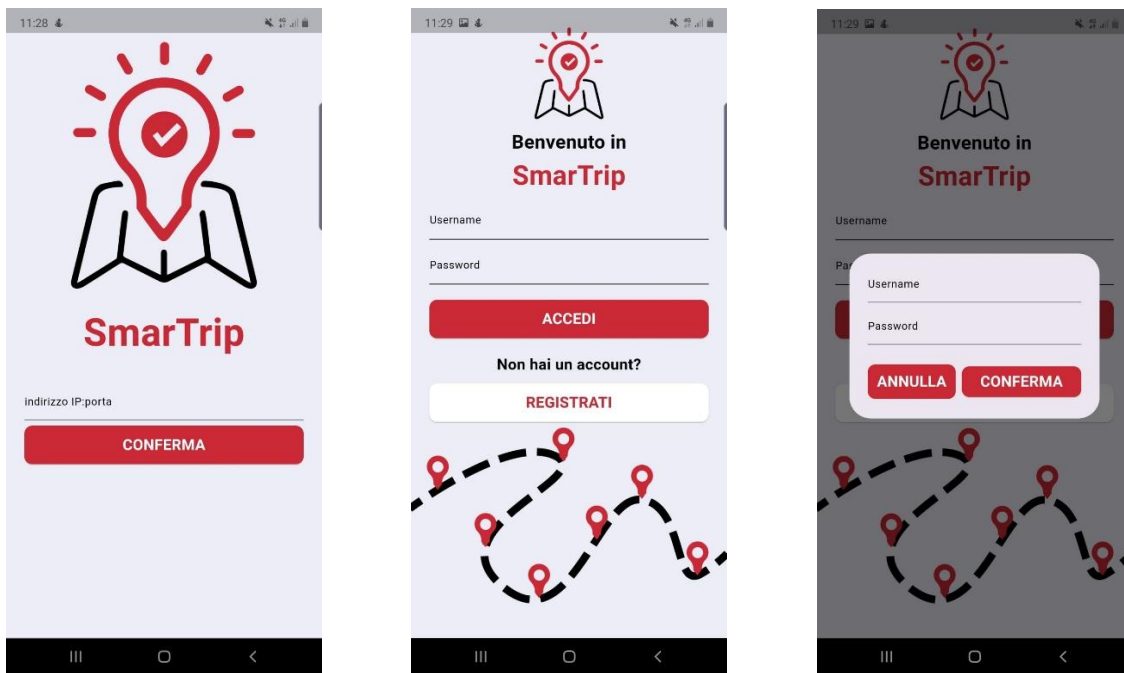 11:28
SmarTrip
indirizzo IP:porta
CONFERMA
11:29
Benvenuto in
SmarTrip
Username
Password
ACCEDI
Non hai un account?
REGISTRATI
11:29
Benvenuto in
SmarTrip
Username
Pas
Username
Password
ANNULLA CONFERMA